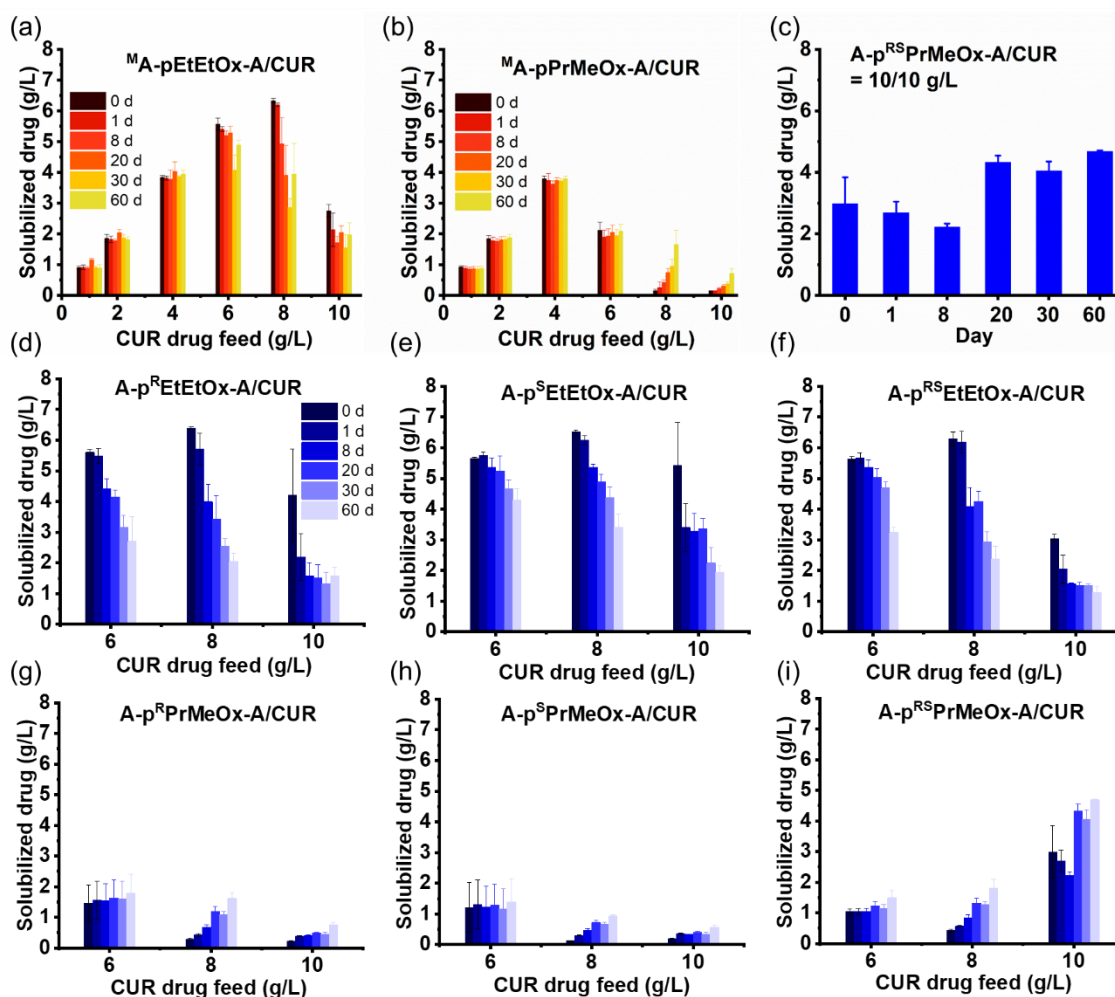 (a)
ᴹA-pEtEtOx-A/CUR
0 d
1 d
8 d
20 d
30 d
60 d
Solubilized drug (g/L)
8
7
6
5
4
3
2
1
0
0 2 4 6 8 10
CUR drug feed (g/L)
(b)
ᴹA-pPrMeOx-A/CUR
0 d
1 d
8 d
20 d
30 d
60 d
Solubilized drug (g/L)
8
7
6
5
4
3
2
1
0
0 2 4 6 8 10
CUR drug feed (g/L)
(c)
A-pᴿˢPrMeOx-A/CUR
= 10/10 g/L
Solubilized drug (g/L)
8
6
4
2
0
0 1 8 20 30 60
Day
(d)
A-pᴿEtEtOx-A/CUR
0 d
1 d
8 d
20 d
30 d
60 d
Solubilized drug (g/L)
8
7
6
5
4
3
2
1
0
6 8 10
CUR drug feed (g/L)
(e)
A-pˢEtEtOx-A/CUR
Solubilized drug (g/L)
8
7
6
5
4
3
2
1
0
6 8 10
CUR drug feed (g/L)
(f)
A-pᴿˢEtEtOx-A/CUR
Solubilized drug (g/L)
8
7
6
5
4
3
2
1
0
6 8 10
CUR drug feed (g/L)
(g)
A-pᴿPrMeOx-A/CUR
Solubilized drug (g/L)
8
7
6
5
4
3
2
1
0
6 8 10
CUR drug feed (g/L)
(h)
A-pˢPrMeOx-A/CUR
Solubilized drug (g/L)
8
7
6
5
4
3
2
1
0
6 8 10
CUR drug feed (g/L)
(i)
A-pᴿˢPrMeOx-A/CUR
Solubilized drug (g/L)
8
7
6
5
4
3
2
1
0
6 8 10
CUR drug feed (g/L)